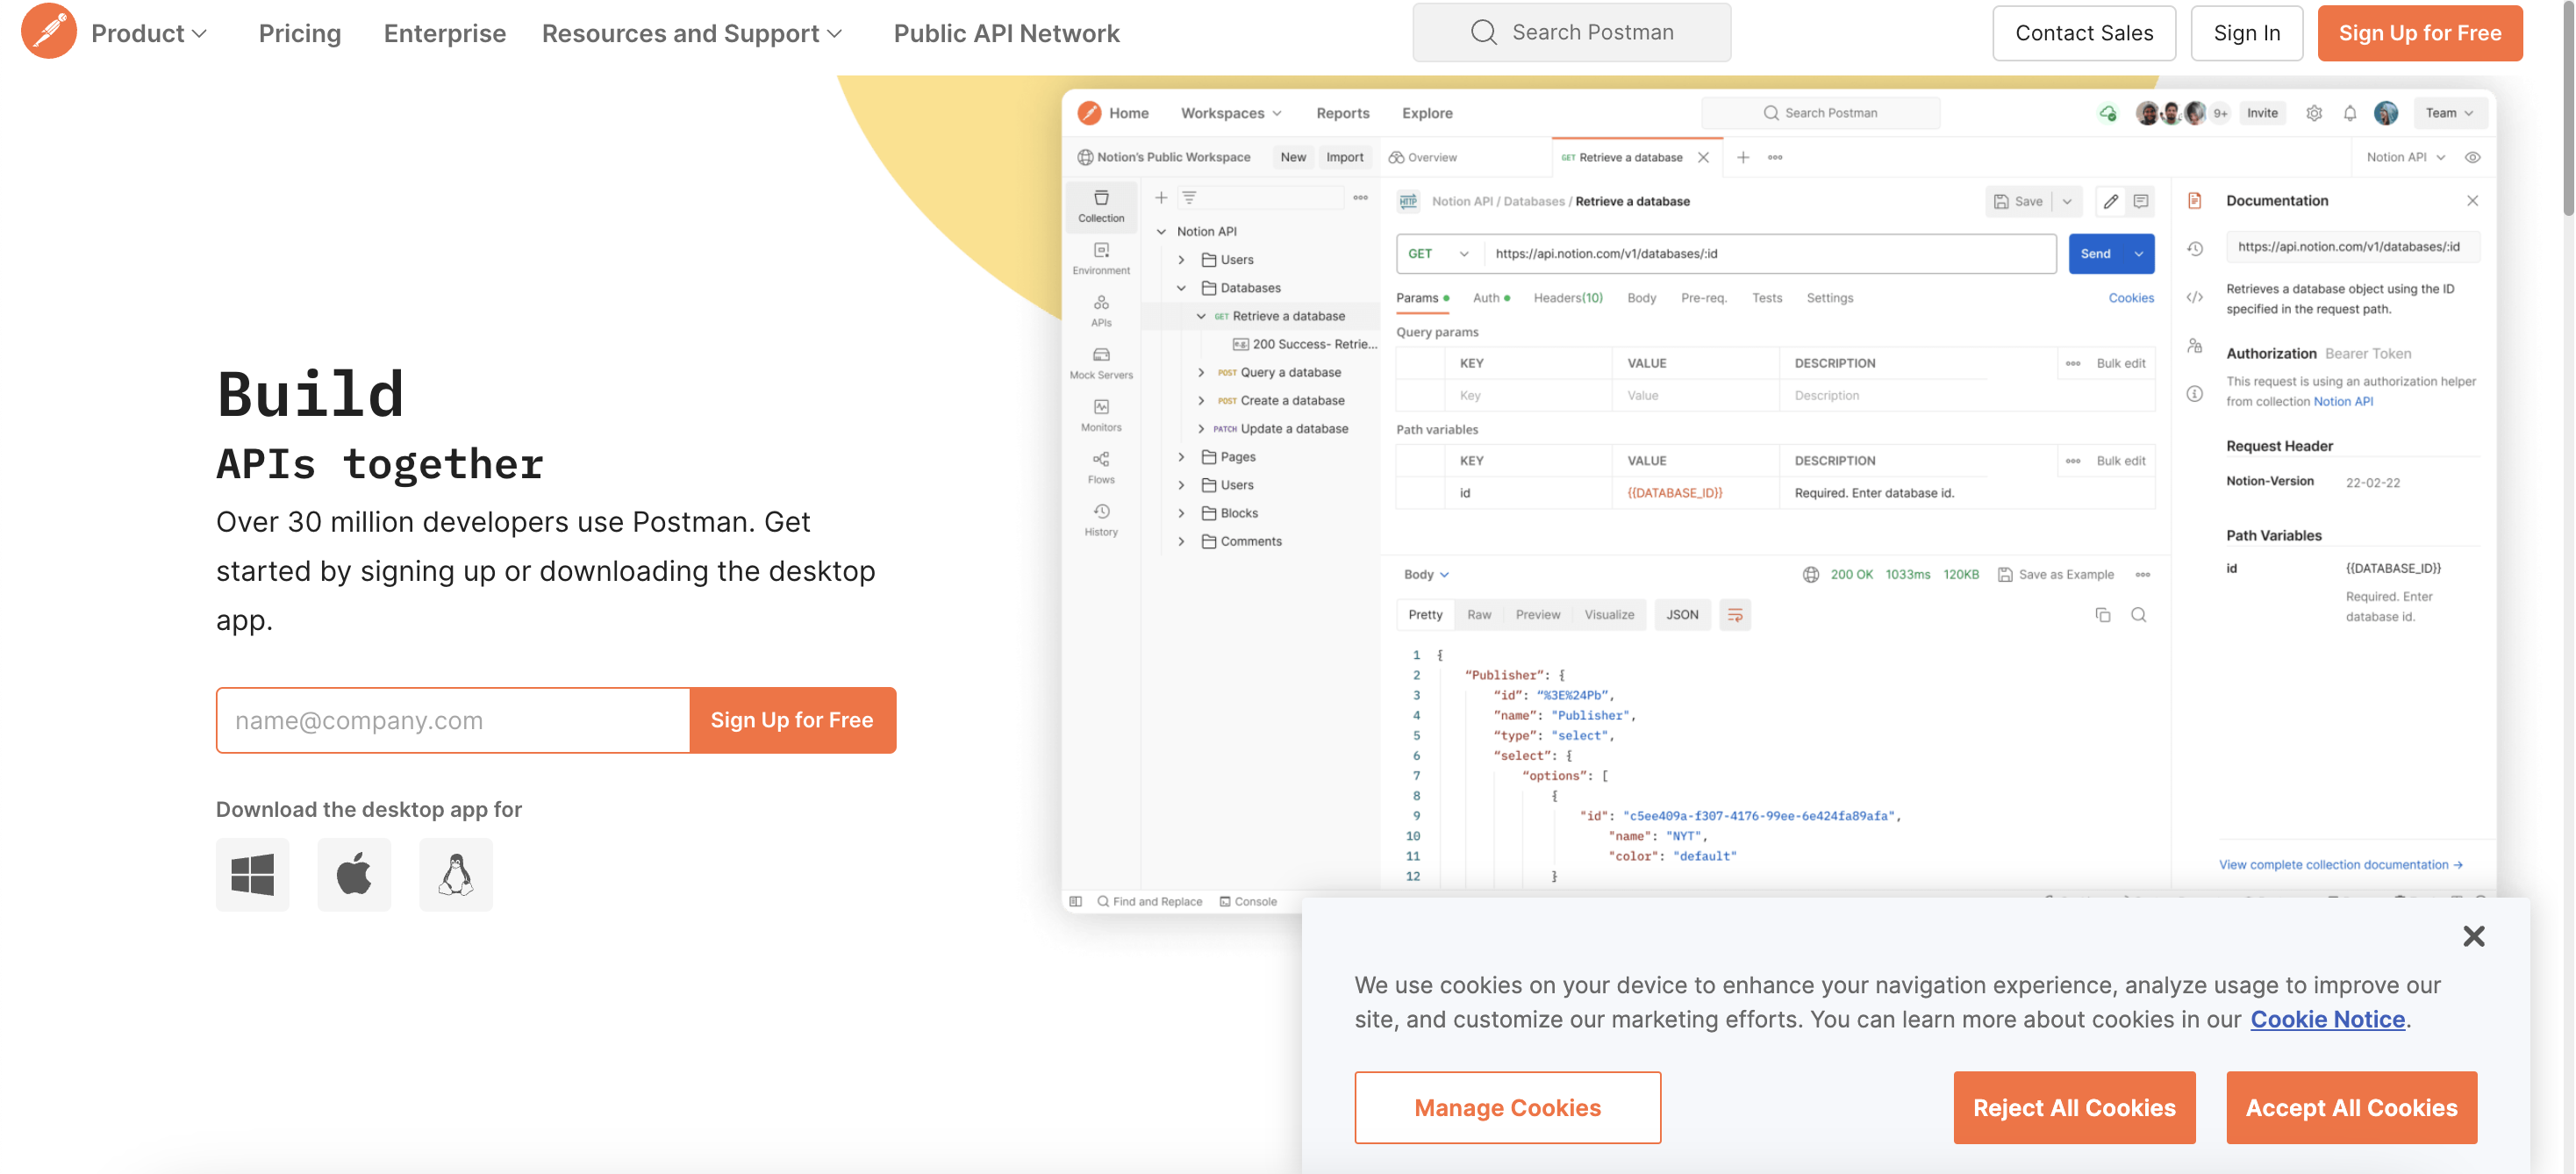 Product
Pricing
Enterprise
Resources and Support
Public API Network
Search Postman
Contact Sales
Sign In
Sign Up for Free
Build
APIs together
Over 30 million developers use Postman. Get
started by signing up or downloading the desktop
app.
name@company.com
Sign Up for Free
Download the desktop app for
Home
Workspaces
Reports
Explore
Search Postman
9+
Invite
Team
Notion's Public Workspace
New
Import
Overview
GET Retrieve a database
Notion API
Collection
Environment
APIs
Mock Servers
Monitors
Flows
History
Notion API
Users
Databases
GET Retrieve a database
e.g. 200 Success- Retrie...
POST Query a database
POST Create a database
PATCH Update a database
Pages
Users
Blocks
Comments
HTTP Notion API / Databases / Retrieve a database
Save
GET
https://api.notion.com/v1/databases/:id
Send
Params
Auth
Headers(10)
Body
Pre-req.
Tests
Settings
Cookies
Query params
KEY VALUE DESCRIPTION Bulk edit
Key Value Description
Path variables
KEY VALUE DESCRIPTION Bulk edit
id {{DATABASE_ID}} Required. Enter database id.
Body
200 OK 1033ms 120KB Save as Example
Pretty Raw Preview Visualize JSON
1 {
2 “Publisher”: {
3 “id”: “%3E%24Pb”,
4 “name”: "Publisher",
5 “type”: "select",
6 “select”: {
7 “options”: [
8 {
9 "id": "c5ee409a-f307-4176-99ee-6e424fa89afa",
10 "name": "NYT",
11 "color": "default"
12 }
Documentation
https://api.notion.com/v1/databases/:id
Retrieves a database object using the ID
specified in the request path.
Authorization Bearer Token
This request is using an authorization helper
from collection Notion API
Request Header
Notion-Version 22-02-22
Path Variables
id {{DATABASE_ID}}
Required. Enter
database id.
View complete collection documentation →
Find and Replace
Console
We use cookies on your device to enhance your navigation experience, analyze usage to improve our
site, and customize our marketing efforts. You can learn more about cookies in our Cookie Notice.
Manage Cookies
Reject All Cookies
Accept All Cookies